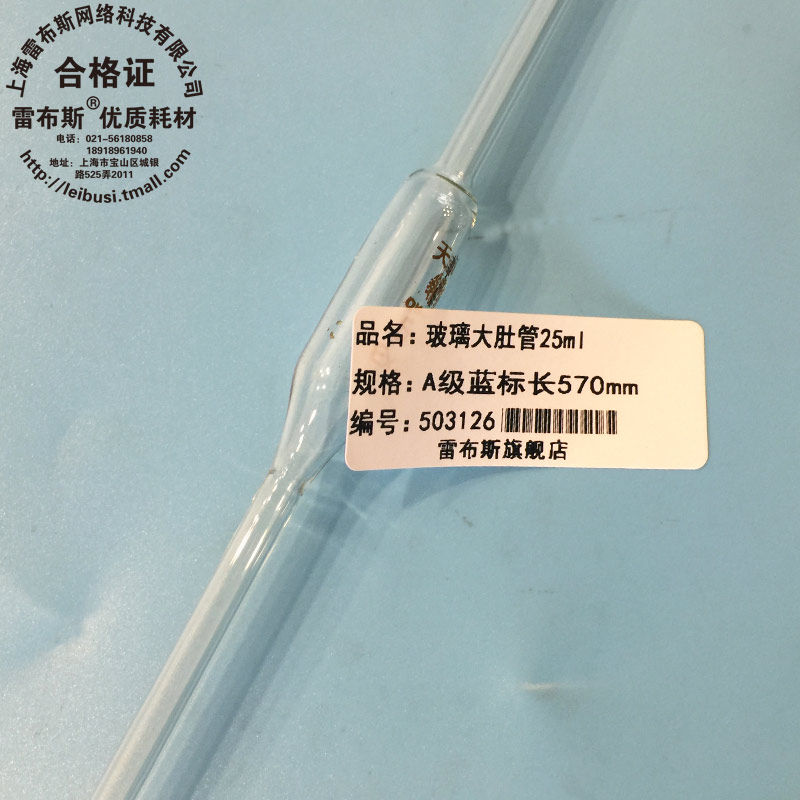 上海雷布斯网络科技有限公司
合格证
雷布斯®优质耗材
电话：021-56180858
18918961940
地址：上海市宝山区城银
路525弄2011
http://leibusi.tmall.com
天
品名：玻璃大肚管25ml
规格：A级蓝标长570mm
编号：503126
雷布斯旗舰店